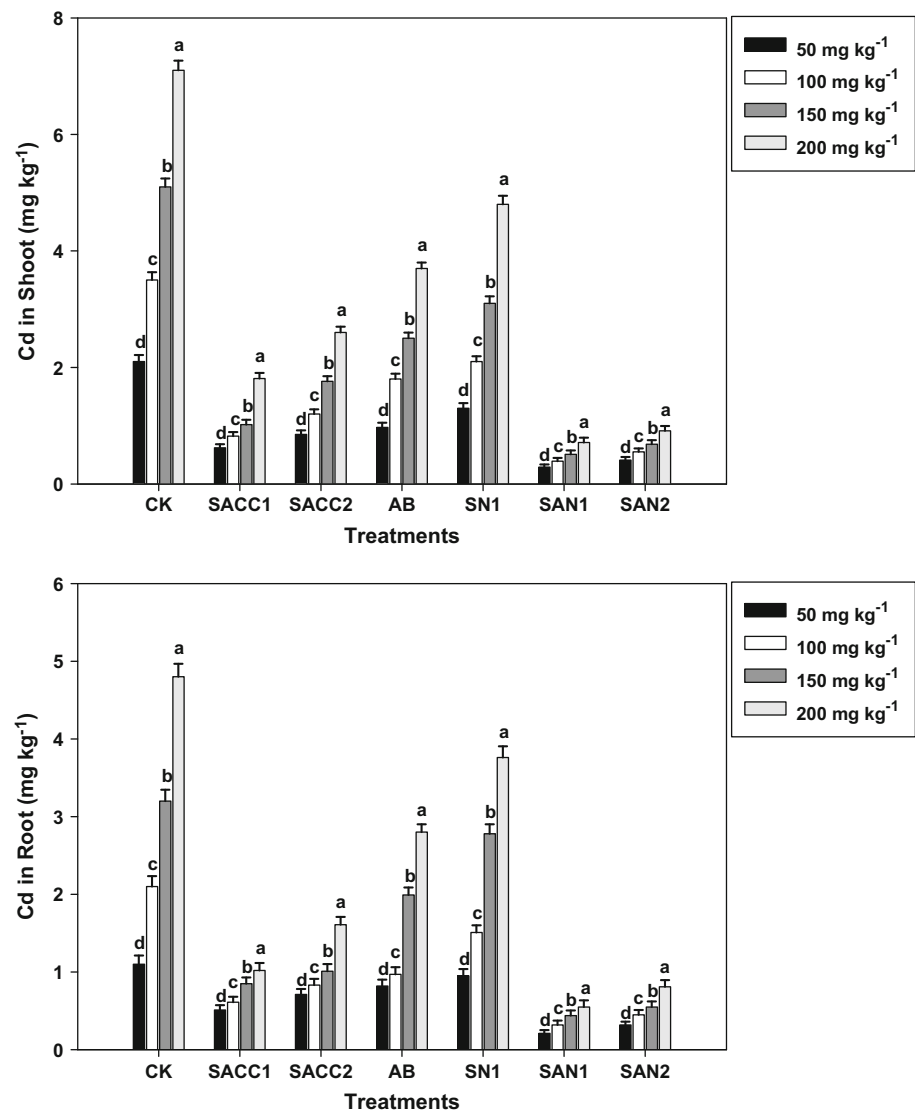 8
6
4
2
0
Cd in Shoot (mg kg-1)
d c b a
d c b a
d c b a
d c b a
d c b a
d c b a
d c b a
CK SACC1 SACC2 AB SN1 SAN1 SAN2
Treatments
50 mg kg-1
100 mg kg-1
150 mg kg-1
200 mg kg-1
6
5
4
3
2
1
0
Cd in Root (mg kg-1)
d c b a
d c b a
d c b a
d c b a
d c b a
d c b a
d c b a
CK SACC1 SACC2 AB SN1 SAN1 SAN2
Treatments
50 mg kg-1
100 mg kg-1
150 mg kg-1
200 mg kg-1